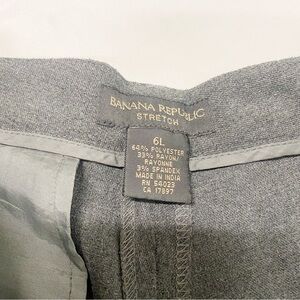 BANANA REPUBLIC
STRETCH
6L
64% POLYESTER
33% RAYON/
RAYONNE
3% SPANDEX
MADE IN INDIA
RN 54023
CA 17897